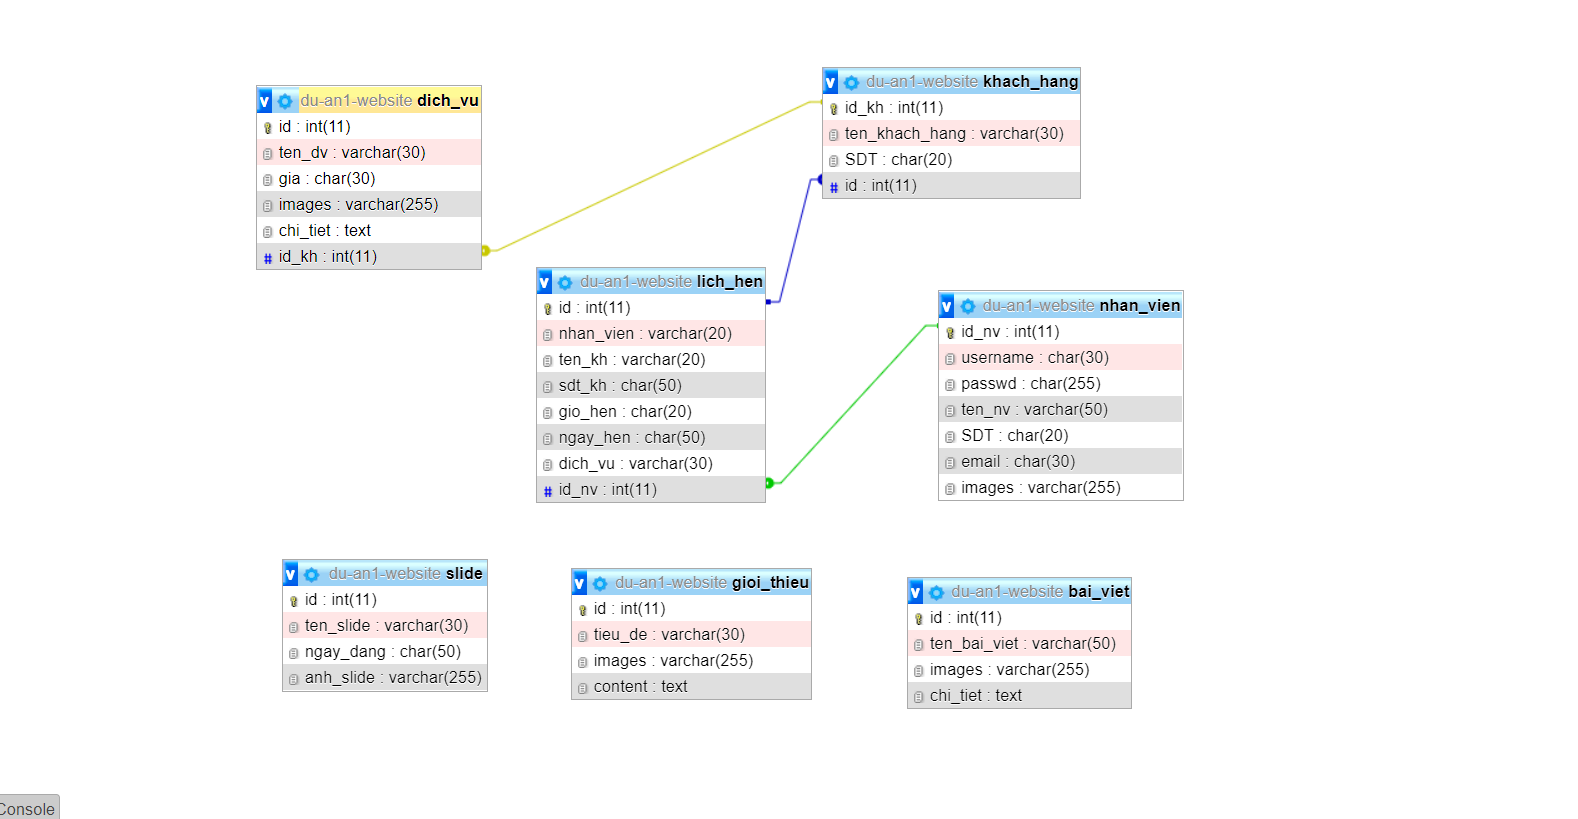 v du-an1-website dich_vu
id : int(11)
ten_dv : varchar(30)
gia : char(30)
images : varchar(255)
chi_tiet : text
# id_kh : int(11)
v du-an1-website khach_hang
id_kh : int(11)
ten_khach_hang : varchar(30)
SDT : char(20)
# id : int(11)
v du-an1-website lich_hen
id : int(11)
nhan_vien : varchar(20)
ten_kh : varchar(20)
sdt_kh : char(50)
gio_hen : char(20)
ngay_hen : char(50)
dich_vu : varchar(30)
# id_nv : int(11)
v du-an1-website nhan_vien
id_nv : int(11)
username : char(30)
passwd : char(255)
ten_nv : varchar(50)
SDT : char(20)
email : char(30)
images : varchar(255)
v du-an1-website slide
id : int(11)
ten_slide : varchar(30)
ngay_dang : char(50)
anh_slide : varchar(255)
v du-an1-website gioi_thieu
id : int(11)
tieu_de : varchar(30)
images : varchar(255)
content : text
v du-an1-website bai_viet
id : int(11)
ten_bai_viet : varchar(50)
images : varchar(255)
chi_tiet : text
Console